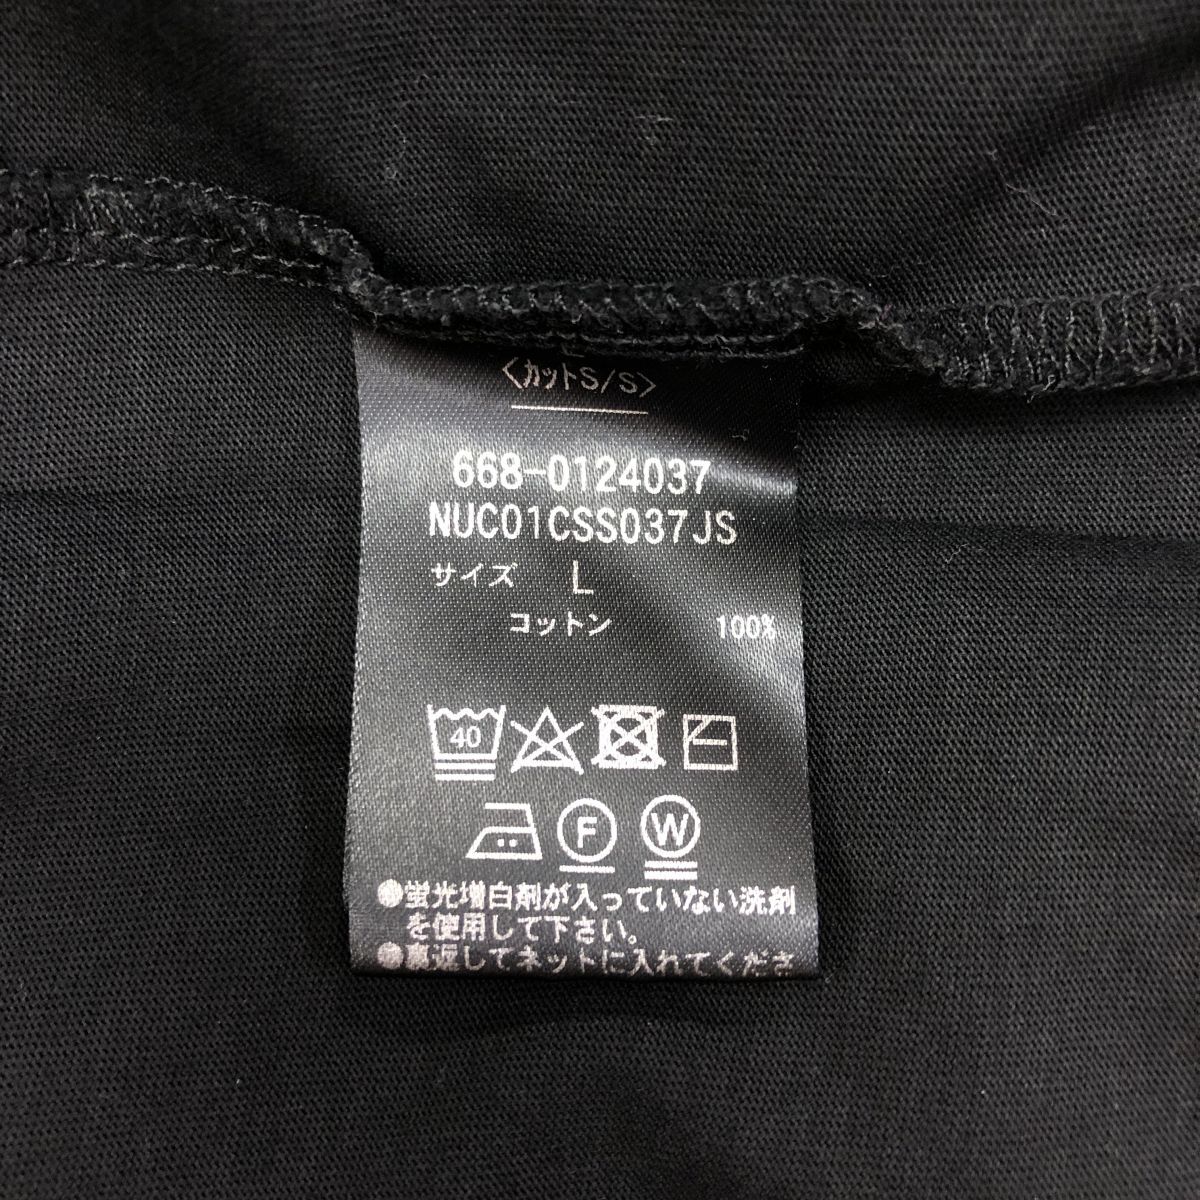 〈カットS/S〉
668-0124037
NUC01CSS037JS
サイズ L
コットン 100%
40
F W
●蛍光増白剤が入っていない洗剤
を使用して下さい。
●裏返してネットに入れてくださ